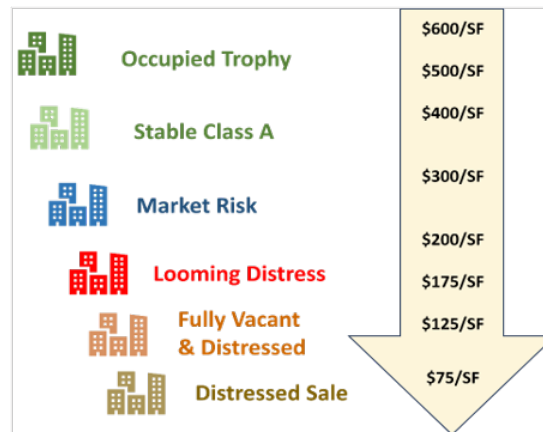 $600/SF
Occupied Trophy
$500/SF
$400/SF
Stable Class A
$300/SF
Market Risk
$200/SF
Looming Distress
$175/SF
Fully Vacant
& Distressed
$125/SF
$75/SF
Distressed Sale